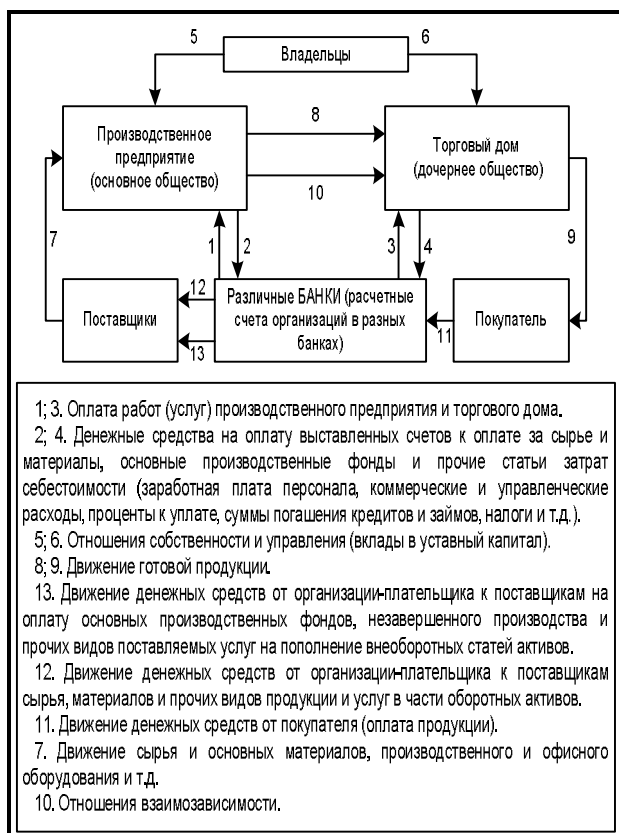 5
6
Владельцы
Производственное
предприятие
(основное общество)
8
10
Торговый дом
(дочернее общество)
7
1
2
3
4
9
Поставщики
12
13
Различные БАНКИ (расчетные
счета организаций в разных
банках)
11
Покупатель
1; 3. Оплата работ (услуг) производственного предприятия и торгового дома.
2; 4. Денежные средства на оплату выставленных счетов к оплате за сырье и
материалы, основные производственные фонды и прочие статьи затрат
себестоимости (заработная плата персонала, коммерческие и управленческие
расходы, проценты к уплате, суммы погашения кредитов и займов, налоги и т.д.).
5; 6. Отношения собственности и управления (вклады в уставный капитал).
8; 9. Движение готовой продукции.
13. Движение денежных средств от организации-плательщика к поставщикам на
оплату основных производственных фондов, незавершенного производства и
прочих видов поставляемых услуг на пополнение внеоборотных статей активов.
12. Движение денежных средств от организации-плательщика к поставщикам
сырья, материалов и прочих видов продукции и услуг в части оборотных активов.
11. Движение денежных средств от покупателя (оплата продукции).
7. Движение сырья и основных материалов, производственного и офисного
оборудования и т.д.
10. Отношения взаимозависимости.